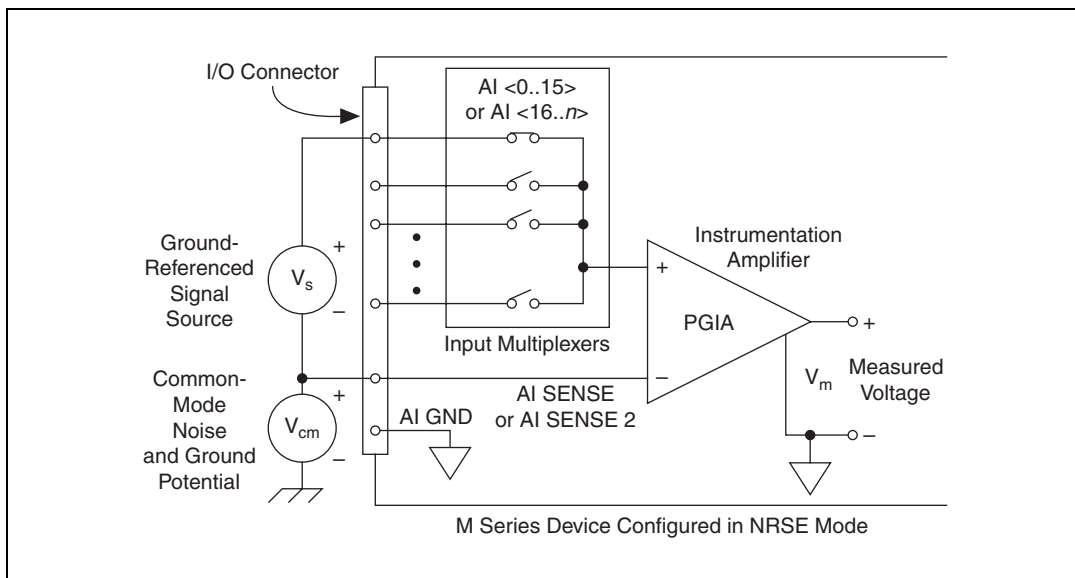 I/O Connector
AI <0..15>
or AI <16..n>
Ground-
Referenced
Signal
Source
+
Vs
–
Instrumentation
Amplifier
+
PGIA
–
+
Vm
Measured
Voltage
–
Input Multiplexers
AI SENSE
or AI SENSE 2
Common-
Mode
Noise
and Ground
Potential
+
Vcm
–
AI GND
M Series Device Configured in NRSE Mode